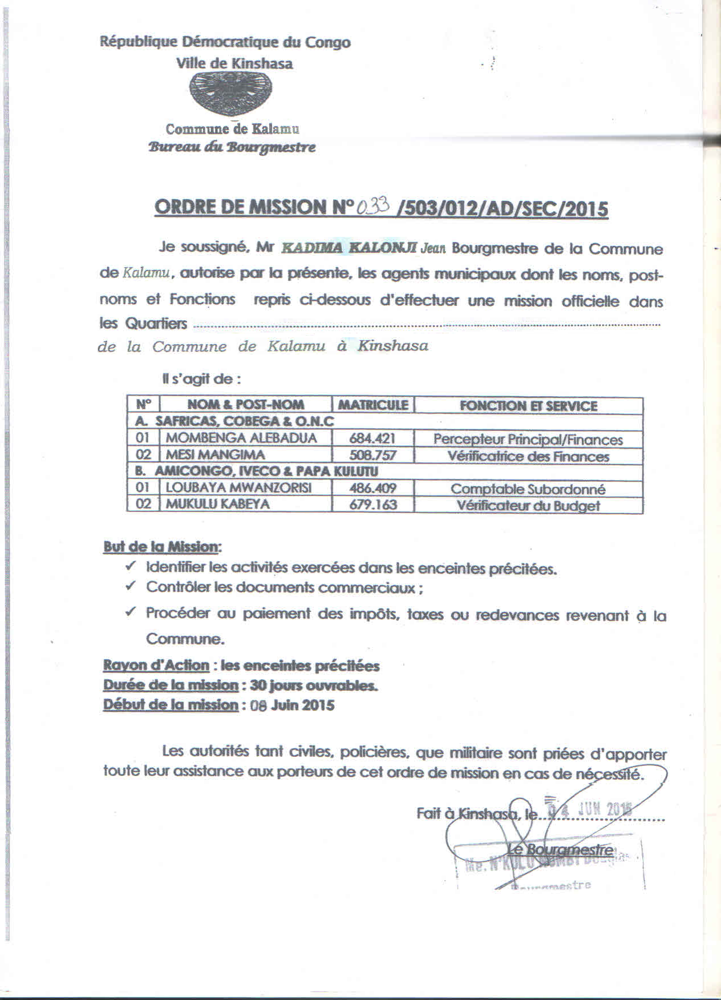 République Démocratique du Congo
Ville de Kinshasa
Commune de Kalamu
Bureau du Bourgmestre
ORDRE DE MISSION N° 033 /503/012/AD/SEC/2015
Je soussigné, Mr KADIMA KALONJI Jean Bourgmestre de la Commune
de Kalamu, autorise par la présente, les agents municipaux dont les noms, post-
noms et Fonctions repris ci-dessous d'effectuer une mission officielle dans
les Quartiers ..........
de la Commune de Kalamu à Kinshasa
Il s'agit de :
N° NOM & POST-NOM MATRICULE FONCTION ET SERVICE
A. SAFRICAS, COBEGA & O.N.C
01 MOMBENGA ALEBADUA 684.421 Percepteur Principal/Finances
02 MESI MANGIMA 508.757 Vérificatrice des Finances
B. AMICONGO, IVECO & PAPA KULUTU
01 LOUBAYA MWANZORISI 486.409 Comptable Subordonné
02 MUKULU KABEYA 679.163 Vérificateur du Budget
But de la Mission:
✓ Identifier les activités exercées dans les enceintes précitées.
✓ Contrôler les documents commerciaux ;
✓ Procéder au paiement des impôts, taxes ou redevances revenant à la
Commune.
Rayon d'Action : les enceintes précitées
Durée de la mission : 30 jours ouvrables.
Début de la mission : 08 Juin 2015
Les autorités tant civiles, policières, que militaire sont priées d'apporter
toute leur assistance aux porteurs de cet ordre de mission en cas de nécessité.
Fait à Kinshasa, le 04 JUN 2015
Le Bourgmestre
Me. N'KULU
Bourgmestre